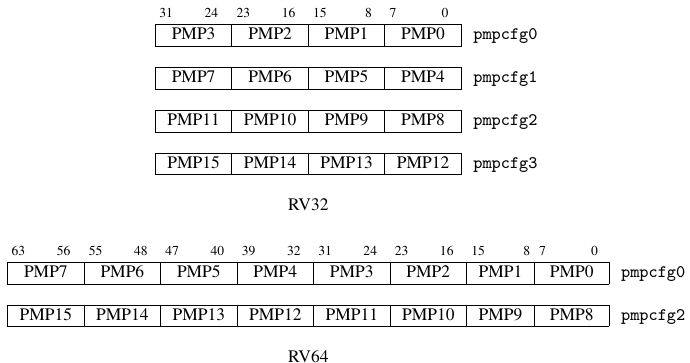 31 24 23 16 15 8 7 0
PMP3 PMP2 PMP1 PMP0 pmpcfg0
PMP7 PMP6 PMP5 PMP4 pmpcfg1
PMP11 PMP10 PMP9 PMP8 pmpcfg2
PMP15 PMP14 PMP13 PMP12 pmpcfg3
RV32
63 56 55 48 47 40 39 32 31 24 23 16 15 8 7 0
PMP7 PMP6 PMP5 PMP4 PMP3 PMP2 PMP1 PMP0 pmpcfg0
PMP15 PMP14 PMP13 PMP12 PMP11 PMP10 PMP9 PMP8 pmpcfg2
RV64